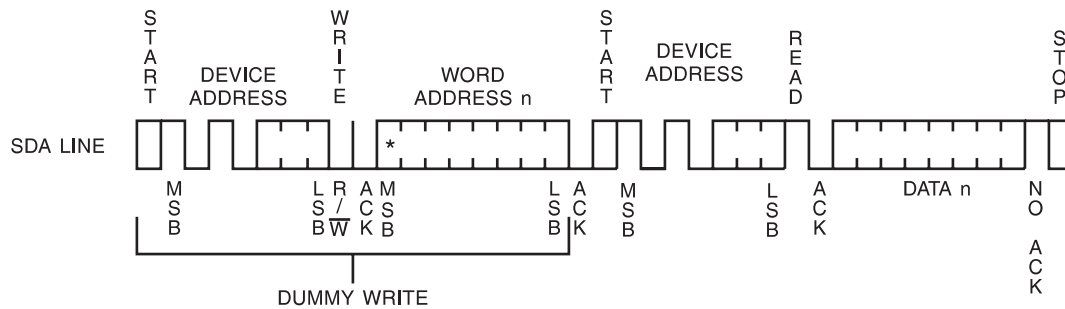 START
DEVICE
ADDRESS
WRITE
WORD
ADDRESS n
START
DEVICE
ADDRESS
READ
STOP
SDA LINE
*
MSB
LSB
R/W
ACK
MSB
LSB
ACK
MSB
LSB
ACK
DATA n
NO ACK
DUMMY WRITE